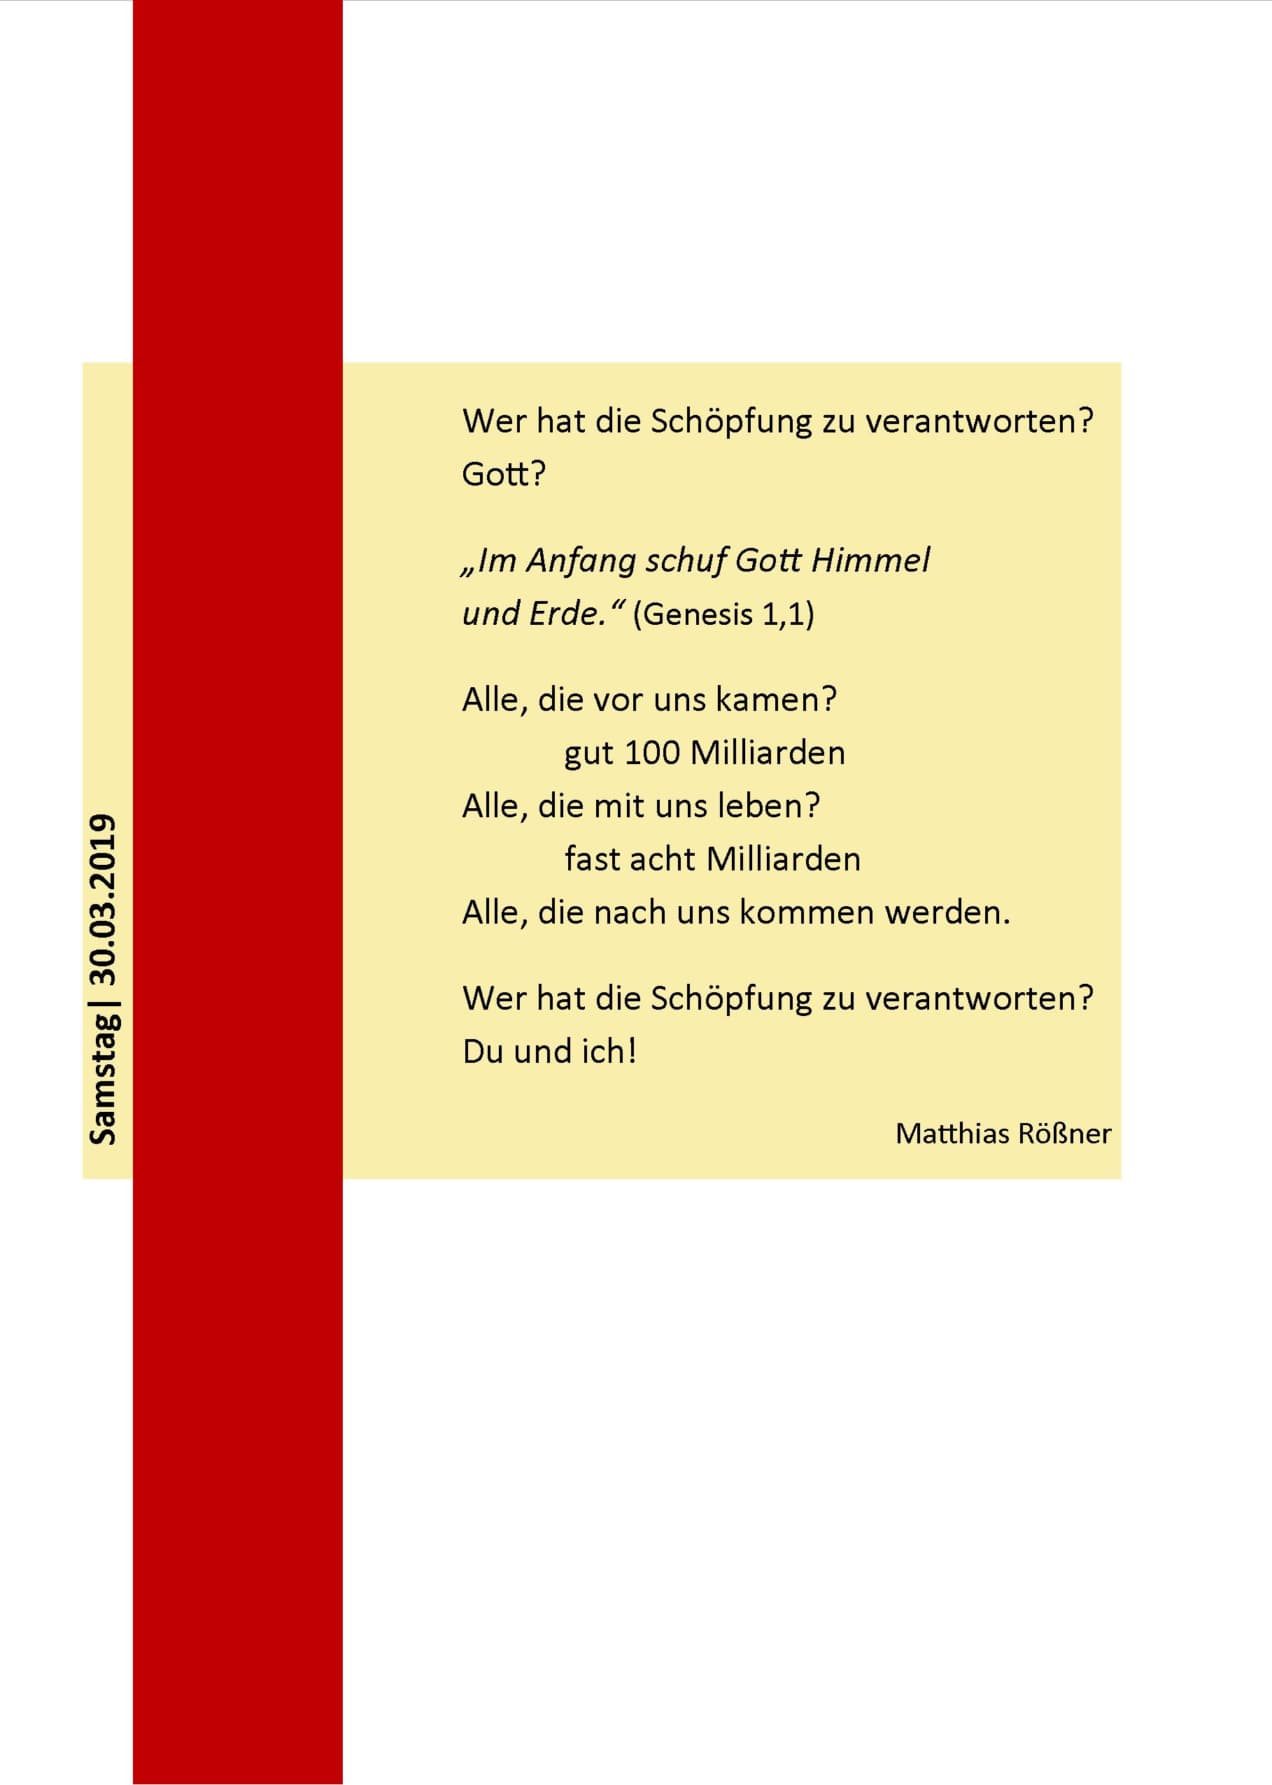 Samstag| 30.03.2019
Wer hat die Schöpfung zu verantworten?
Gott?
„Im Anfang schuf Gott Himmel
und Erde.“ (Genesis 1,1)
Alle, die vor uns kamen?
gut 100 Milliarden
Alle, die mit uns leben?
fast acht Milliarden
Alle, die nach uns kommen werden.
Wer hat die Schöpfung zu verantworten?
Du und ich!
Matthias Rößner